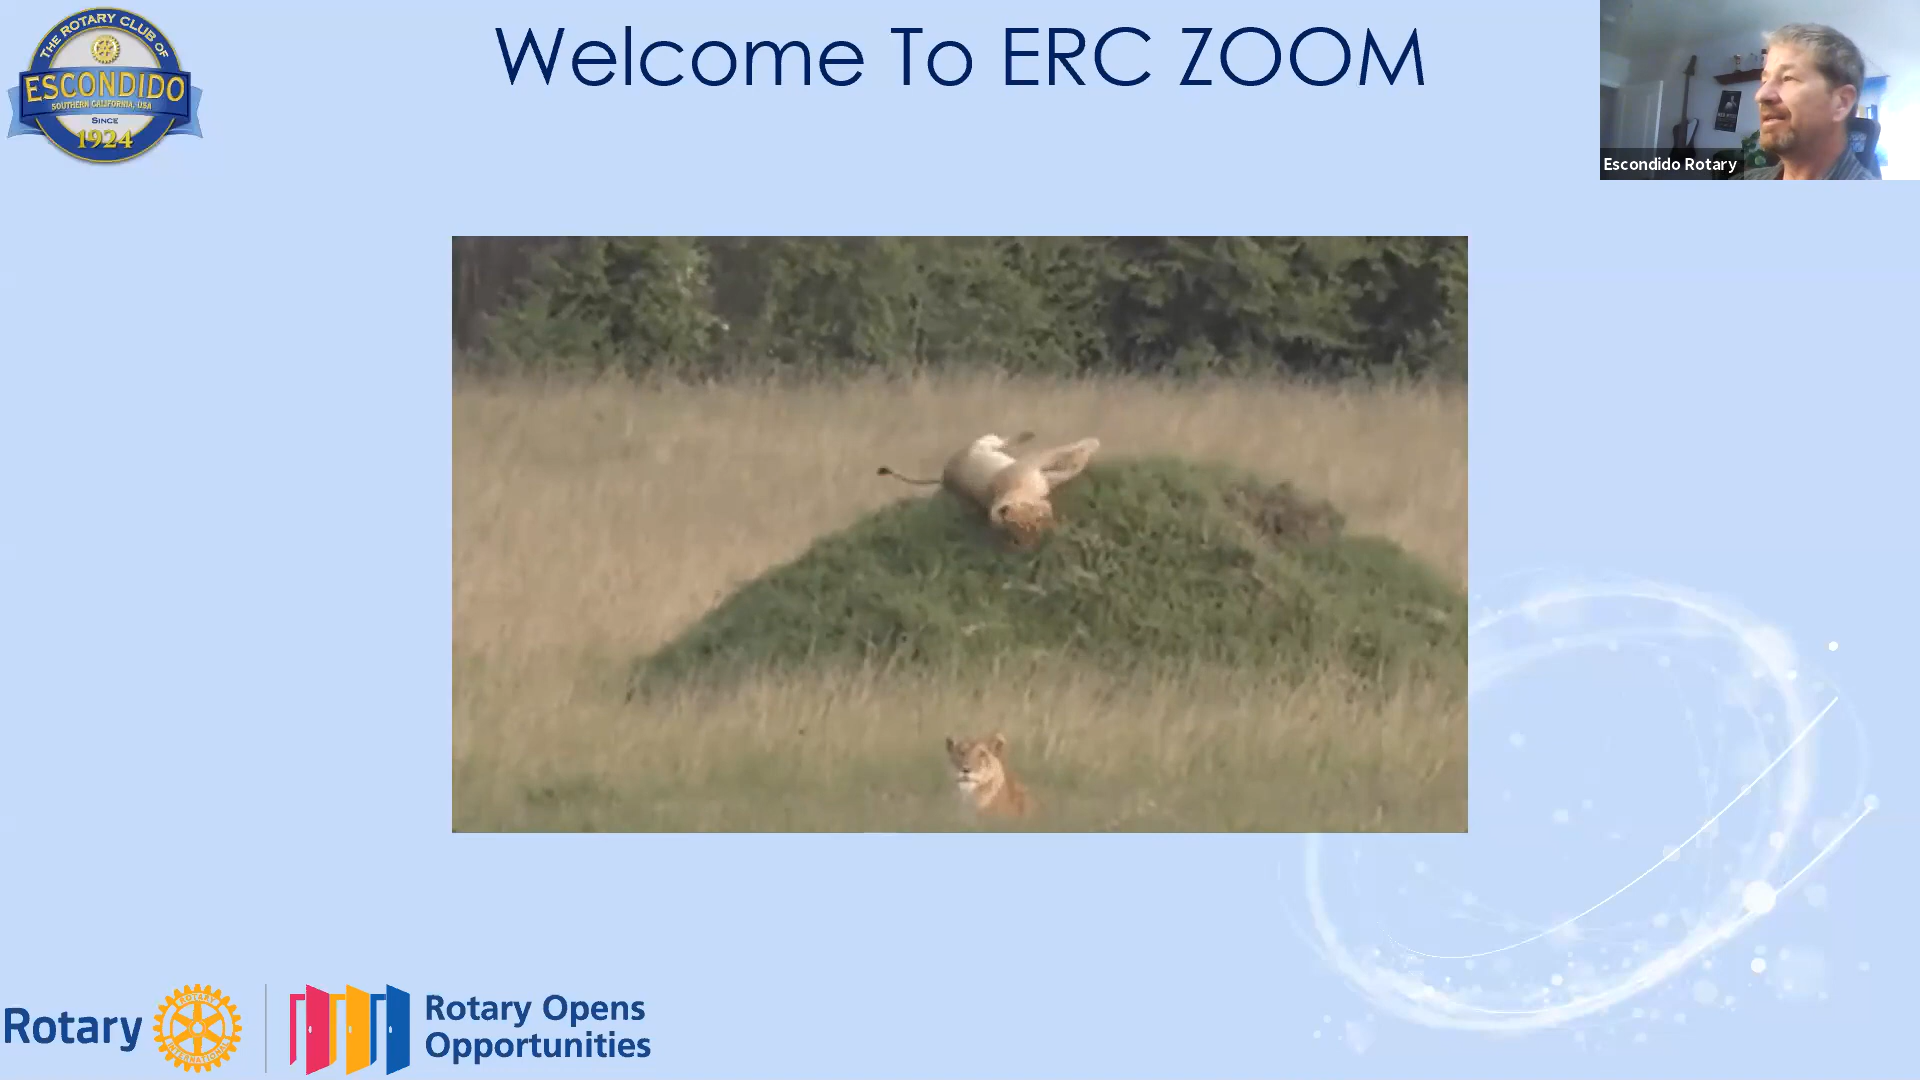 THE ROTARY CLUB OF
ESCONDIDO
SOUTHERN CALIFORNIA, USA
SINCE
1924
Welcome To ERC ZOOM
Escondido Rotary
Rotary
ROTARY
INTERNATIONAL
Rotary Opens
Opportunities